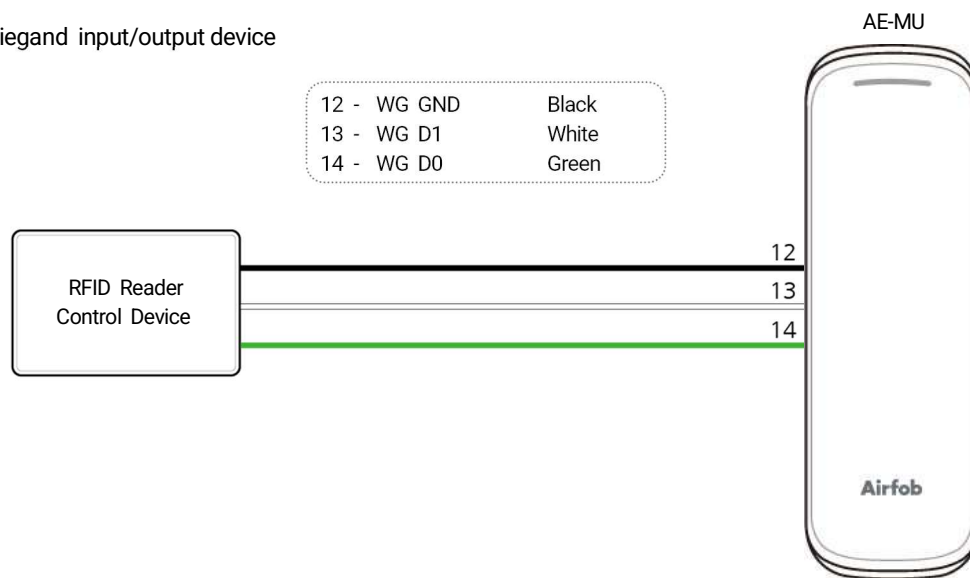 AE-MU
iegand input/output device
12 - WG GND Black
13 - WG D1 White
14 - WG D0 Green
12
13
14
RFID Reader
Control Device
Airfob